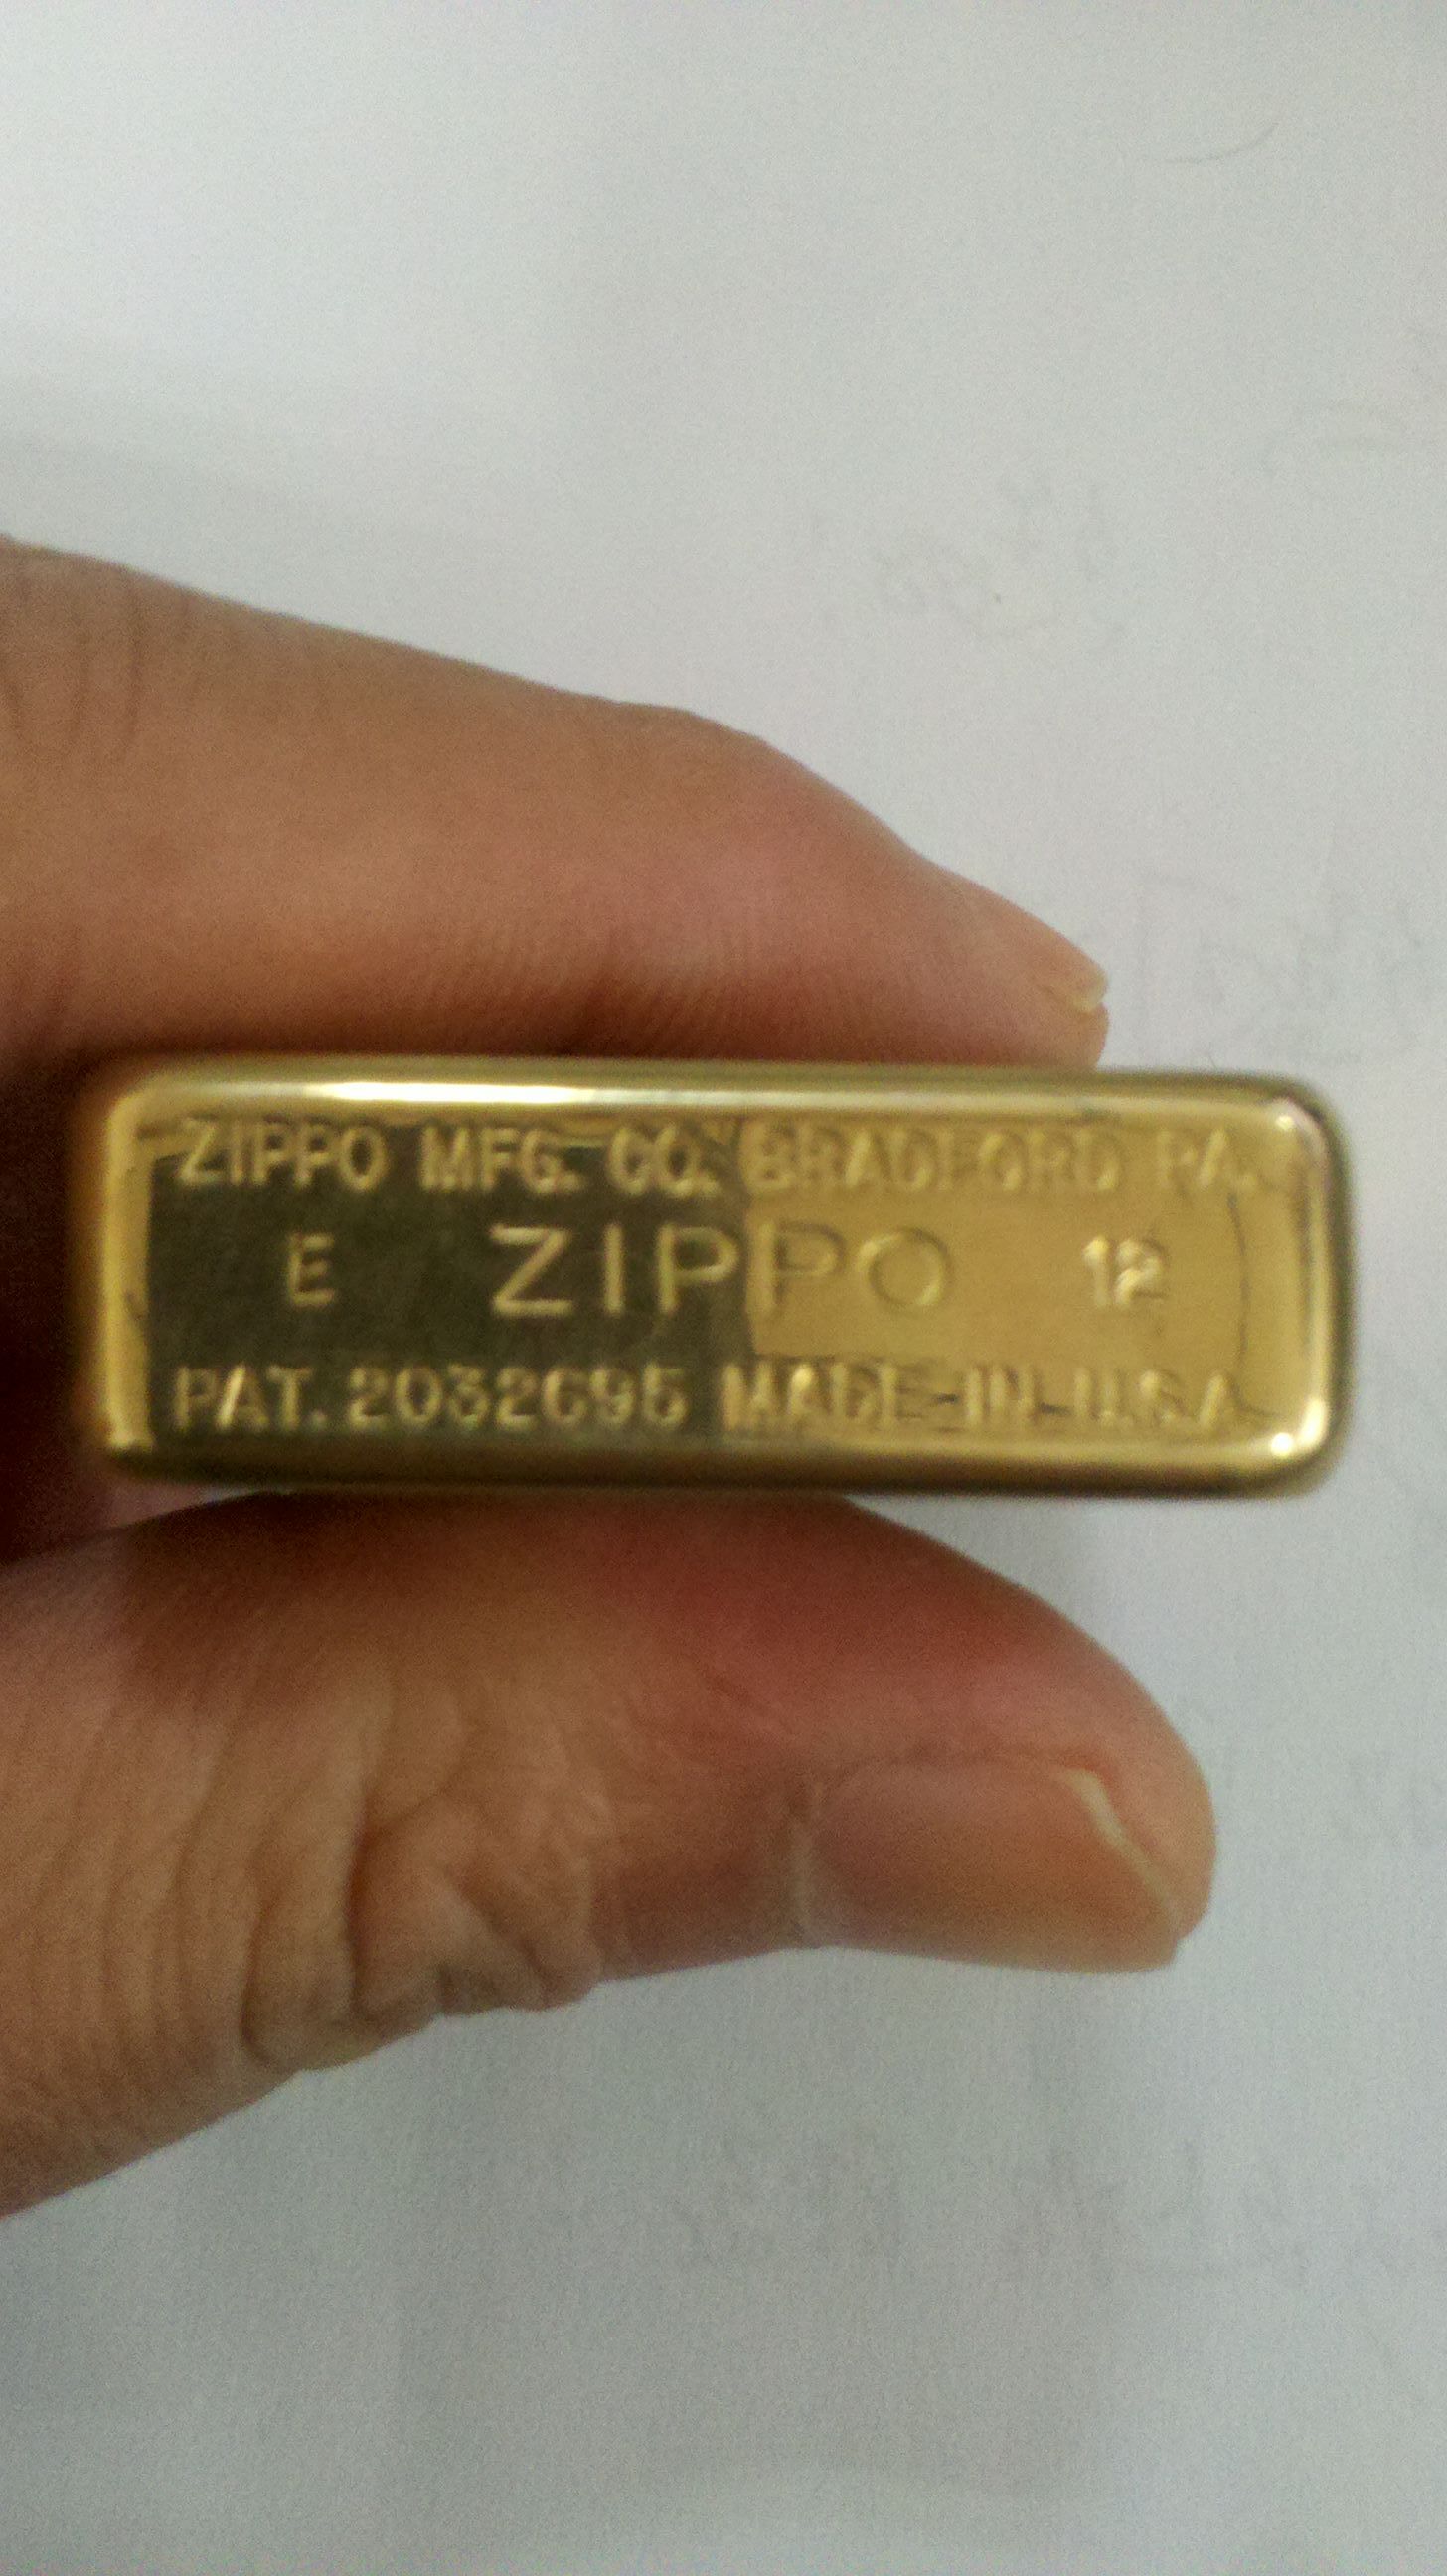 ZIPPO MFG. CO. BRADFORD PA.
E ZIPPO 12
PAT. 2032695 MADE-IN-U.S.A.